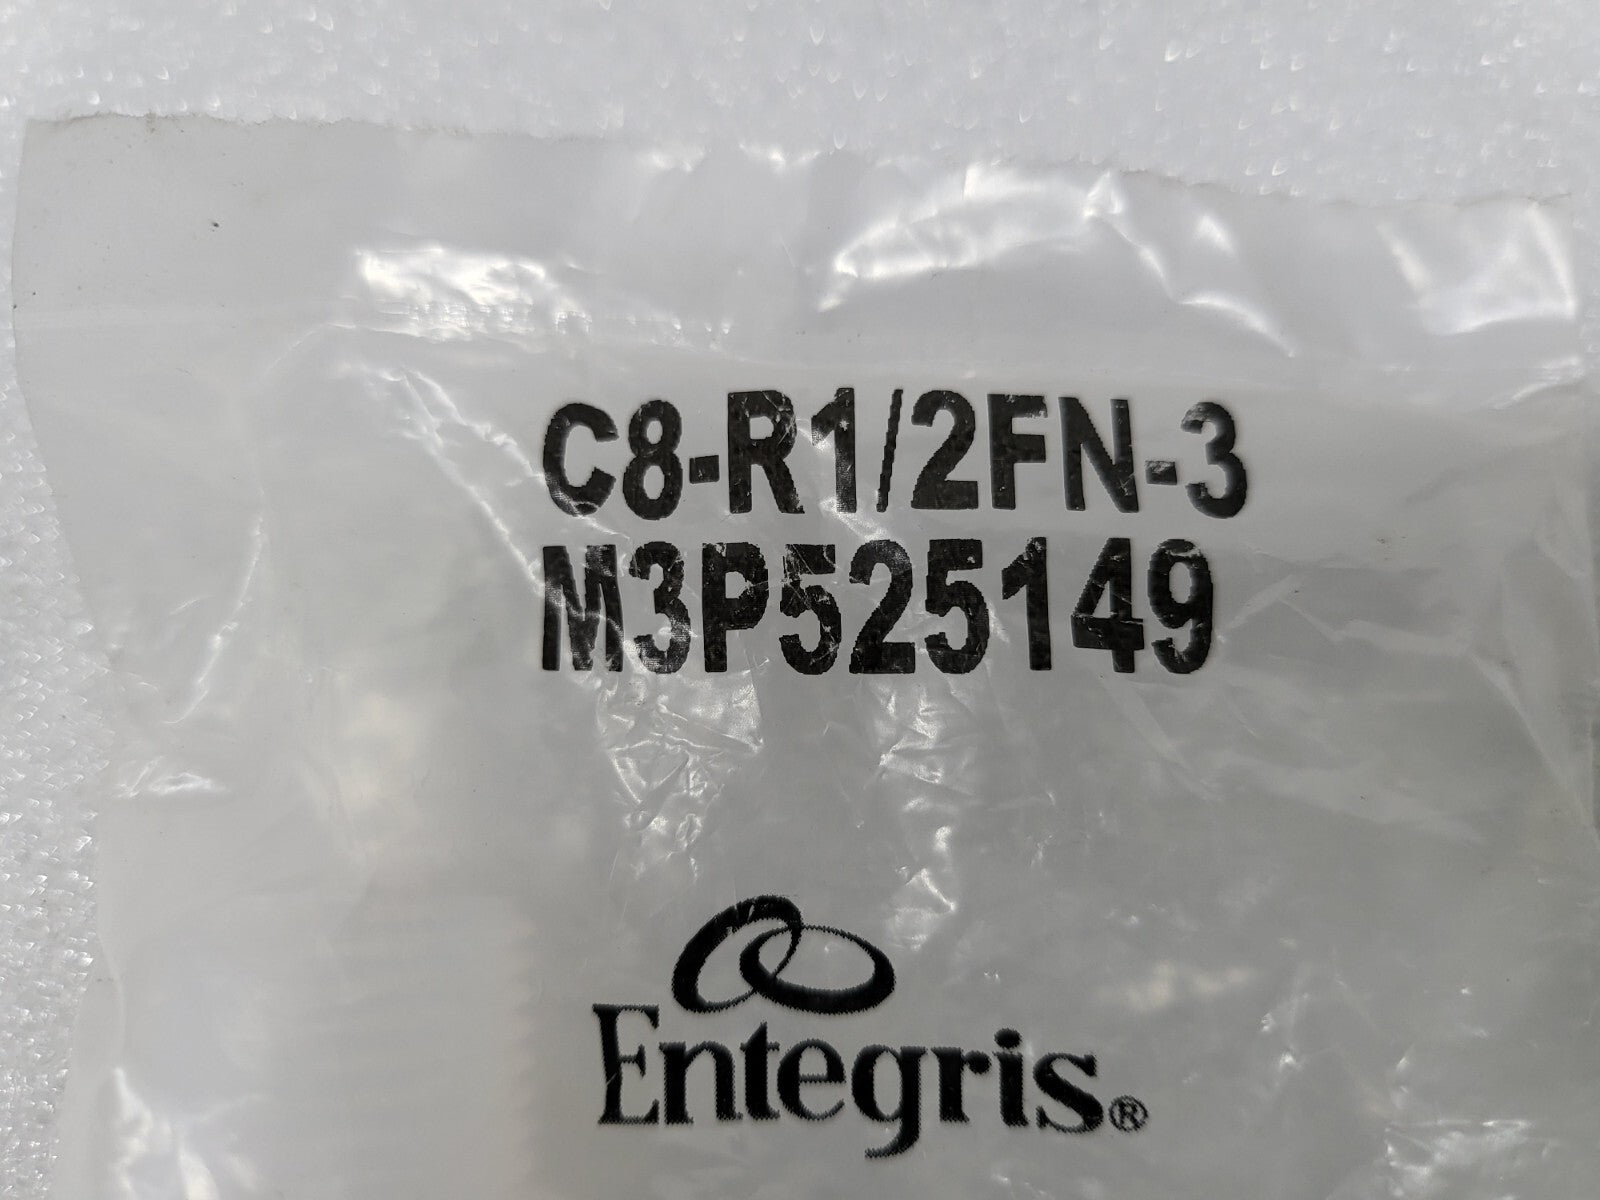 C8-R1/2FN-3
M3P525149
Entegris®